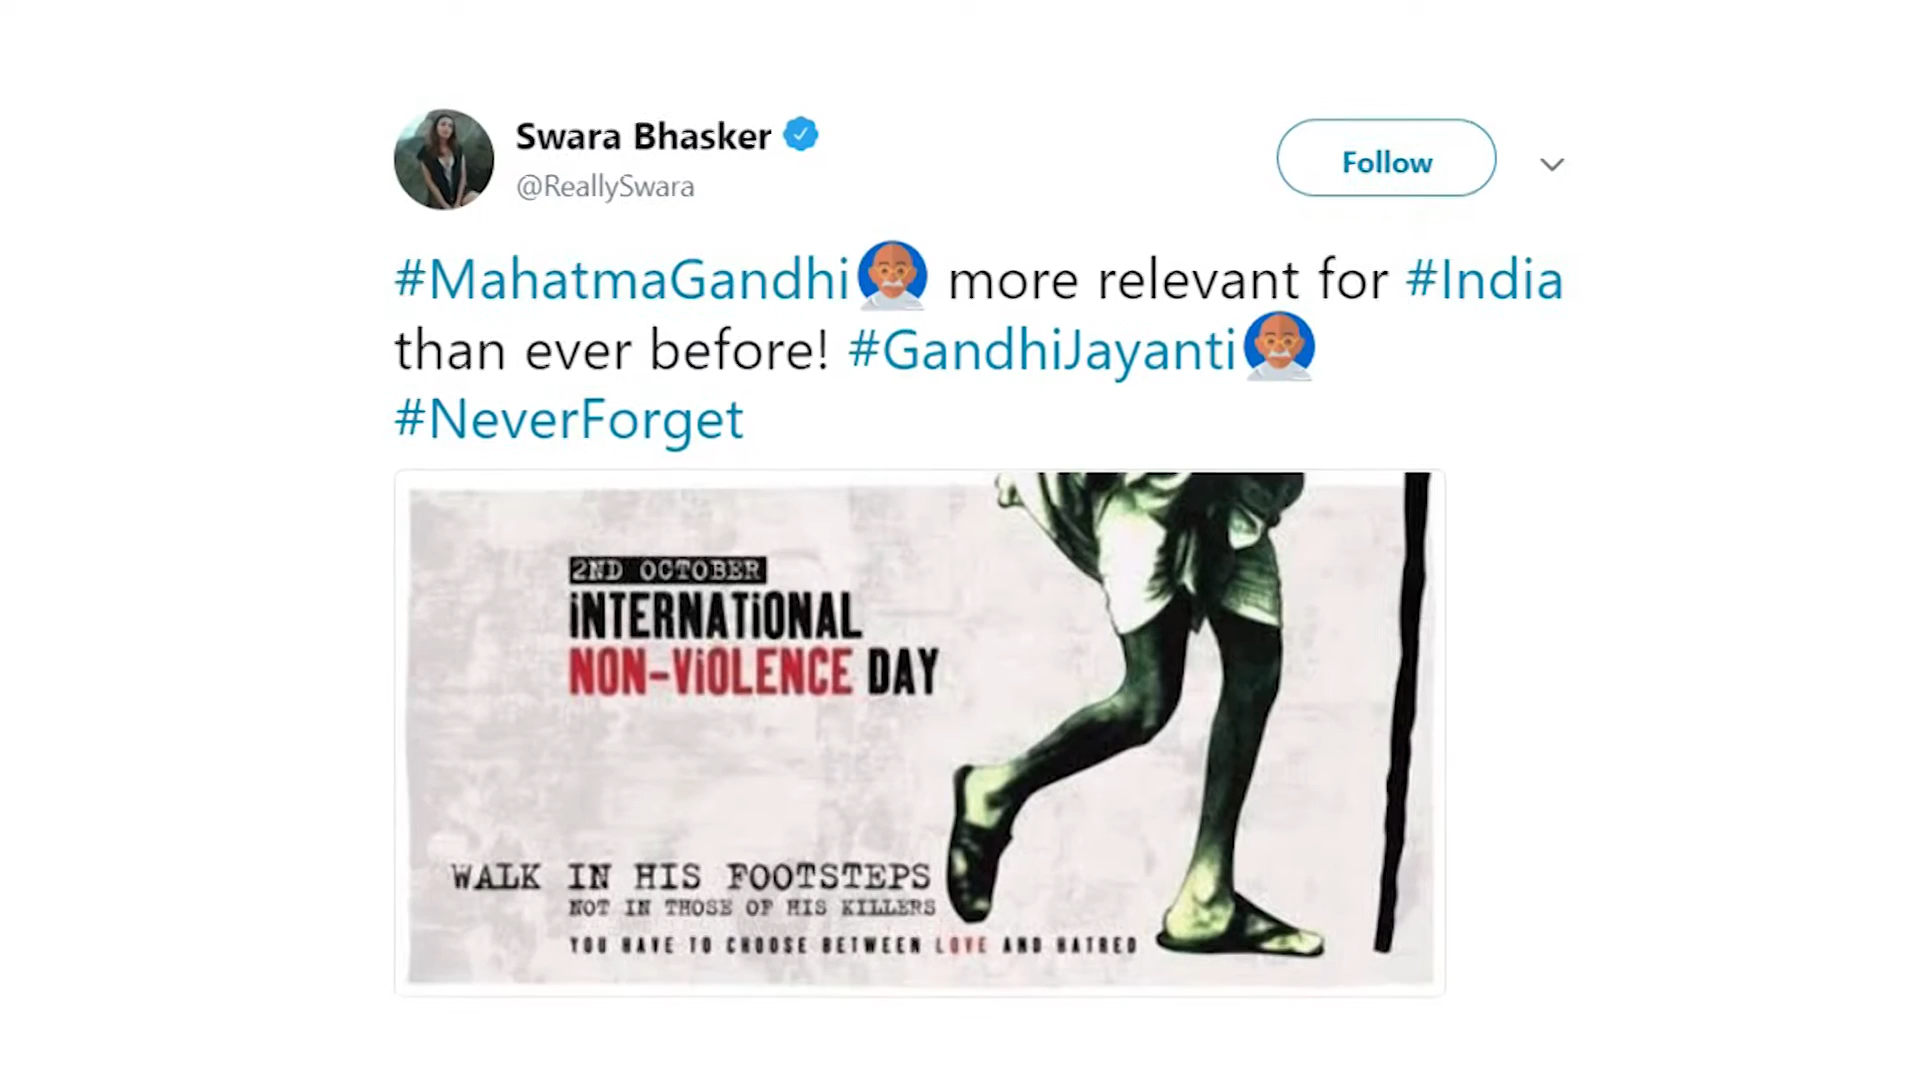 Swara Bhasker
@ReallySwara
Follow
#MahatmaGandhi more relevant for #India
than ever before! #GandhiJayanti
#NeverForget
2ND OCTOBER
iNTERNATiONAL
NON-ViOLENCE DAY
WALK IN HIS FOOTSTEPS
NOT IN THOSE OF HIS KILLERS
YOU HAVE TO CHOOSE BETWEEN LOVE AND HATRED